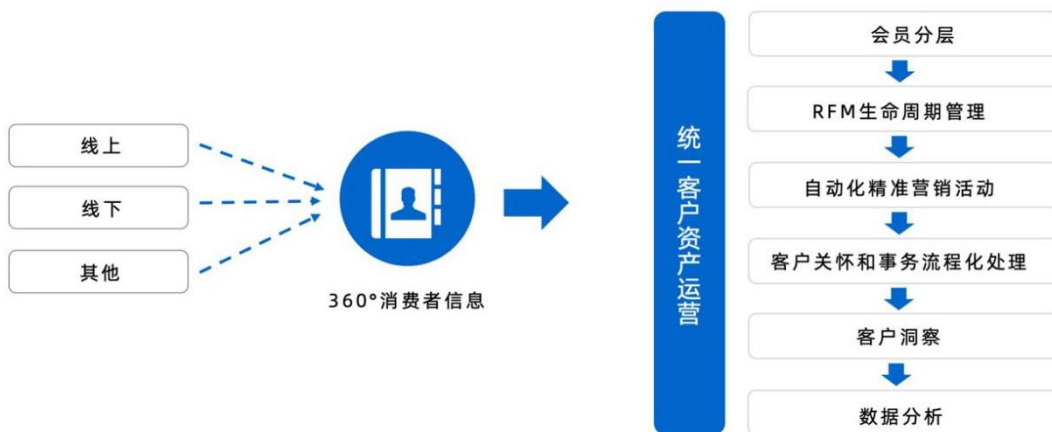 线上
线下
其他
360°消费者信息
统一客户资产运营
会员分层
RFM生命周期管理
自动化精准营销活动
客户关怀和事务流程化处理
客户洞察
数据分析